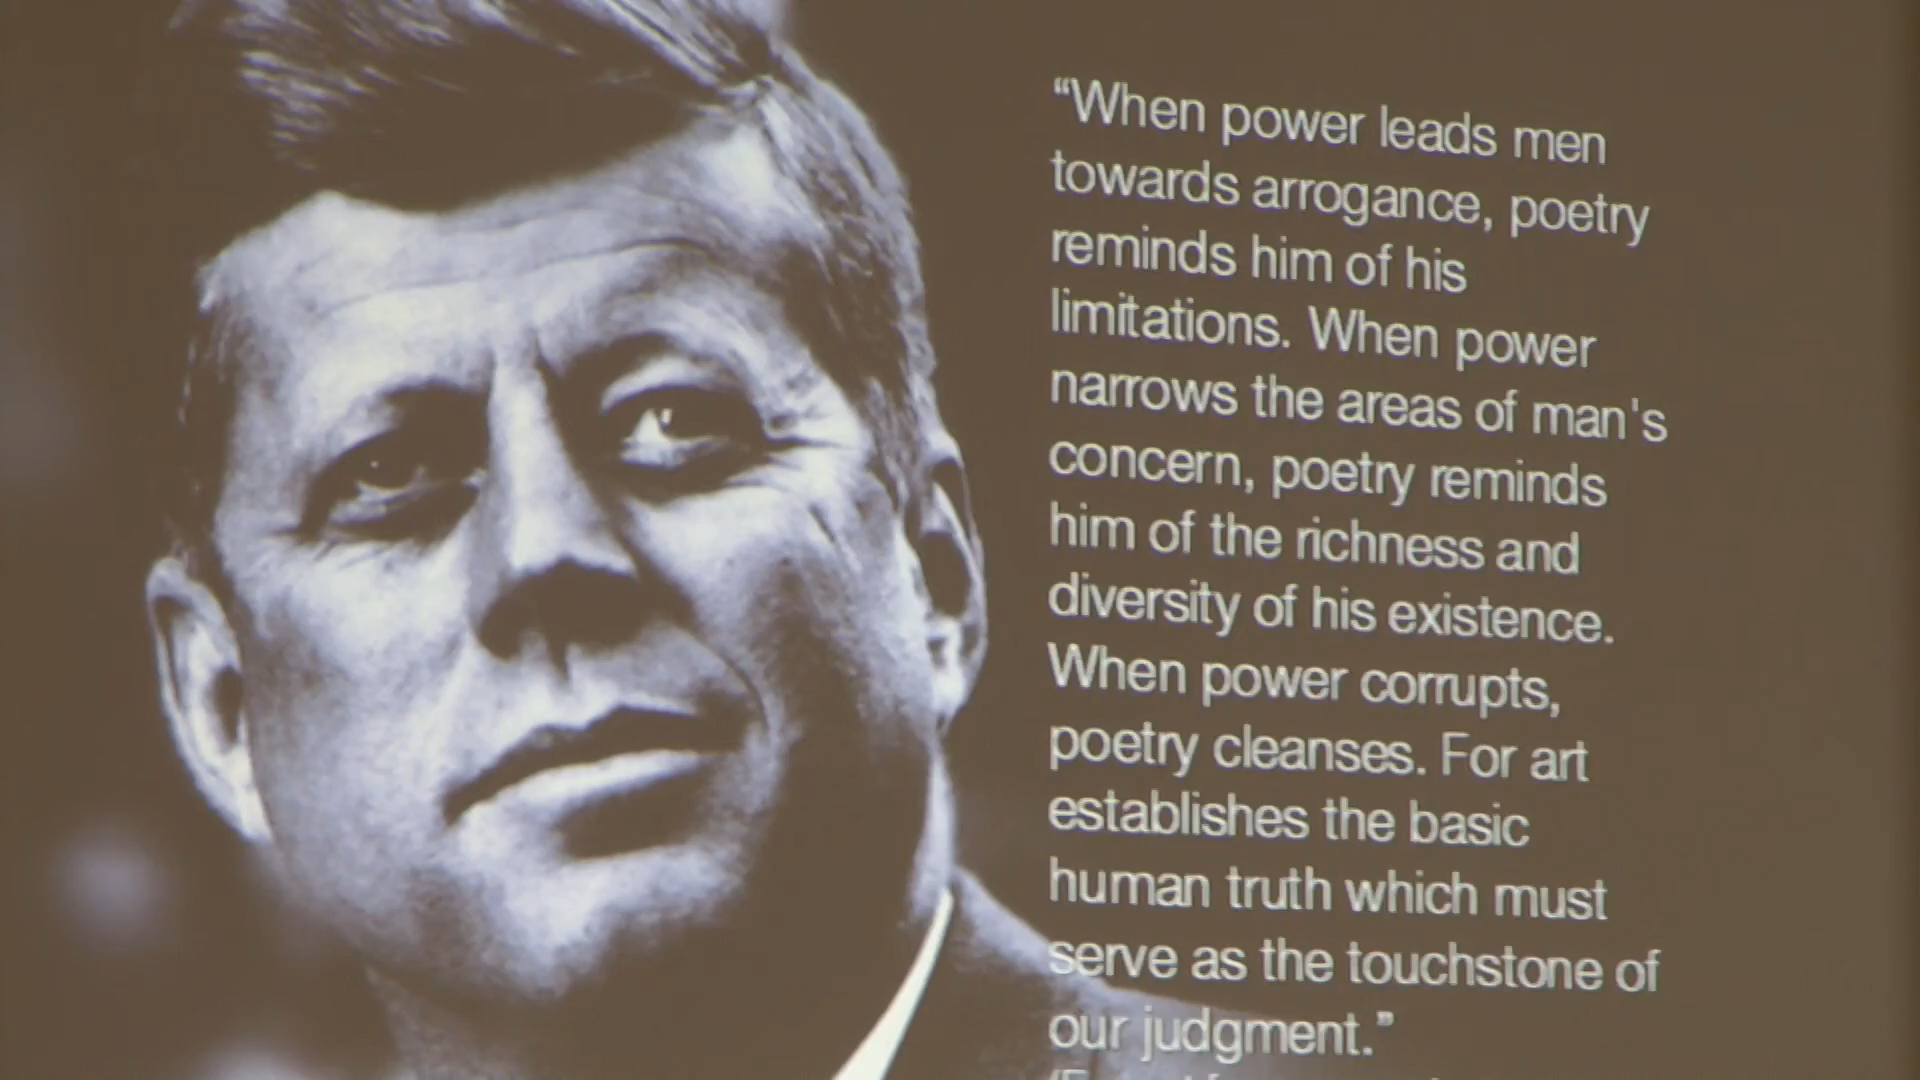 “When power leads men
towards arrogance, poetry
reminds him of his
limitations. When power
narrows the areas of man's
concern, poetry reminds
him of the richness and
diversity of his existence.
When power corrupts,
poetry cleanses. For art
establishes the basic
human truth which must
serve as the touchstone of
our judgment.”